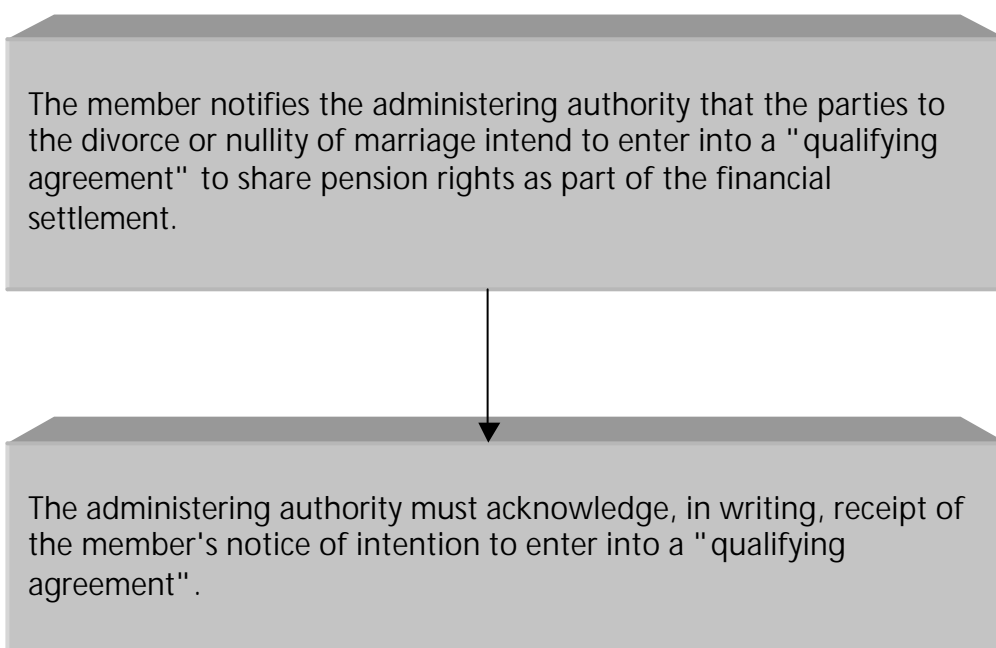 The member notifies the administering authority that the parties to
the divorce or nullity of marriage intend to enter into a "qualifying
agreement" to share pension rights as part of the financial
settlement.
The administering authority must acknowledge, in writing, receipt of
the member's notice of intention to enter into a "qualifying
agreement".